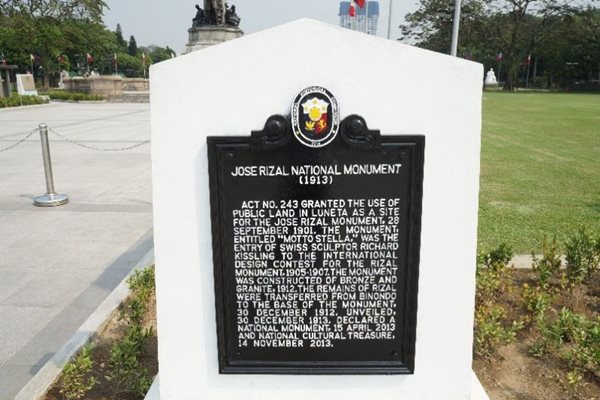 JOSE RIZAL NATIONAL MONUMENT
(1913)
ACT NO. 243 GRANTED THE USE OF
PUBLIC LAND IN LUNETA AS A SITE
FOR THE JOSE RIZAL MONUMENT, 28
SEPTEMBER 1901. THE MONUMENT,
ENTITLED "MOTTO STELLA," WAS THE
ENTRY OF SWISS SCULPTOR RICHARD
KISSLING TO THE INTERNATIONAL
DESIGN CONTEST FOR THE RIZAL
MONUMENT, 1905-1907. THE MONUMENT
WAS CONSTRUCTED OF BRONZE AND
GRANITE, 1912. THE REMAINS OF RIZAL
WERE TRANSFERRED FROM BINONDO
TO THE BASE OF THE MONUMENT,
30 DECEMBER 1912. UNVEILED,
30 DECEMBER 1913. DECLARED A
NATIONAL MONUMENT, 15 APRIL 2013
AND NATIONAL CULTURAL TREASURE,
14 NOVEMBER 2013.